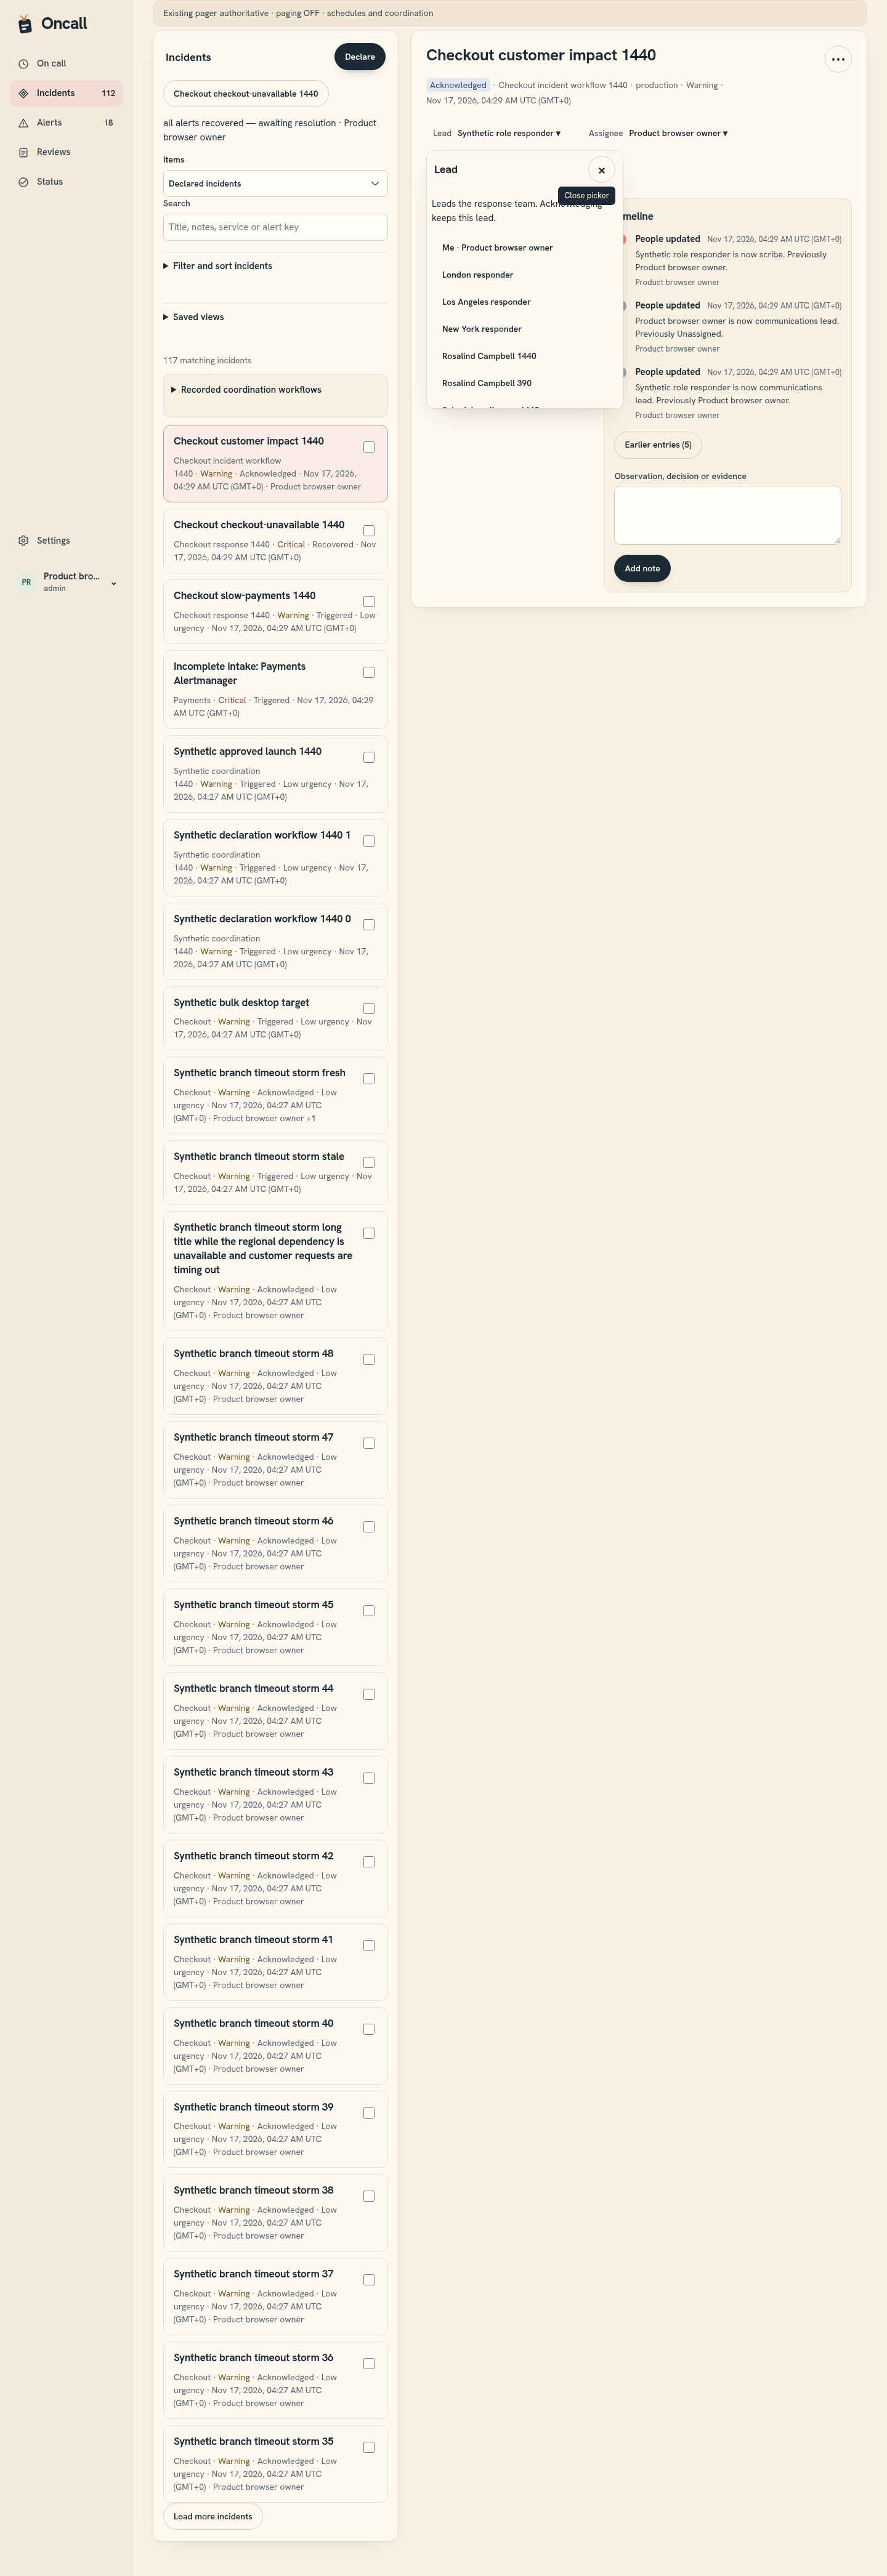 Oncall
On call
Incidents 112
Alerts 18
Reviews
Status
Settings
PR
Product bro...
admin
Existing pager authoritative · paging OFF · schedules and coordination
Incidents
Declare
Checkout checkout-unavailable 1440
all alerts recovered — awaiting resolution · Product
browser owner
Items
Declared incidents
Search
Title, notes, service or alert key
Filter and sort incidents
Saved views
117 matching incidents
Recorded coordination workflows
Checkout customer impact 1440
Checkout incident workflow
1440 · Warning · Acknowledged · Nov 17, 2026,
04:29 AM UTC (GMT+0) · Product browser owner
Checkout checkout-unavailable 1440
Checkout response 1440 · Critical · Recovered · Nov
17, 2026, 04:29 AM UTC (GMT+0)
Checkout slow-payments 1440
Checkout response 1440 · Warning · Triggered · Low
urgency · Nov 17, 2026, 04:29 AM UTC (GMT+0)
Incomplete intake: Payments
Alertmanager
Payments · Critical · Triggered · Nov 17, 2026, 04:29
AM UTC (GMT+0)
Synthetic approved launch 1440
Synthetic coordination
1440 · Warning · Triggered · Low urgency · Nov 17,
2026, 04:27 AM UTC (GMT+0)
Synthetic declaration workflow 1440 1
Synthetic coordination
1440 · Warning · Triggered · Low urgency · Nov 17,
2026, 04:27 AM UTC (GMT+0)
Synthetic declaration workflow 1440 0
Synthetic coordination
1440 · Warning · Triggered · Low urgency · Nov 17,
2026, 04:27 AM UTC (GMT+0)
Synthetic bulk desktop target
Checkout · Warning · Triggered · Low urgency · Nov
17, 2026, 04:27 AM UTC (GMT+0)
Synthetic branch timeout storm fresh
Checkout · Warning · Acknowledged · Low
urgency · Nov 17, 2026, 04:27 AM UTC
(GMT+0) · Product browser owner +1
Synthetic branch timeout storm stale
Checkout · Warning · Triggered · Low urgency · Nov
17, 2026, 04:27 AM UTC (GMT+0)
Synthetic branch timeout storm long
title while the regional dependency is
unavailable and customer requests are
timing out
Checkout · Warning · Acknowledged · Low
urgency · Nov 17, 2026, 04:27 AM UTC
(GMT+0) · Product browser owner
Synthetic branch timeout storm 48
Checkout · Warning · Acknowledged · Low
urgency · Nov 17, 2026, 04:27 AM UTC
(GMT+0) · Product browser owner
Synthetic branch timeout storm 47
Checkout · Warning · Acknowledged · Low
urgency · Nov 17, 2026, 04:27 AM UTC
(GMT+0) · Product browser owner
Synthetic branch timeout storm 46
Checkout · Warning · Acknowledged · Low
urgency · Nov 17, 2026, 04:27 AM UTC
(GMT+0) · Product browser owner
Synthetic branch timeout storm 45
Checkout · Warning · Acknowledged · Low
urgency · Nov 17, 2026, 04:27 AM UTC
(GMT+0) · Product browser owner
Synthetic branch timeout storm 44
Checkout · Warning · Acknowledged · Low
urgency · Nov 17, 2026, 04:27 AM UTC
(GMT+0) · Product browser owner
Synthetic branch timeout storm 43
Checkout · Warning · Acknowledged · Low
urgency · Nov 17, 2026, 04:27 AM UTC
(GMT+0) · Product browser owner
Synthetic branch timeout storm 42
Checkout · Warning · Acknowledged · Low
urgency · Nov 17, 2026, 04:27 AM UTC
(GMT+0) · Product browser owner
Synthetic branch timeout storm 41
Checkout · Warning · Acknowledged · Low
urgency · Nov 17, 2026, 04:27 AM UTC
(GMT+0) · Product browser owner
Synthetic branch timeout storm 40
Checkout · Warning · Acknowledged · Low
urgency · Nov 17, 2026, 04:27 AM UTC
(GMT+0) · Product browser owner
Synthetic branch timeout storm 39
Checkout · Warning · Acknowledged · Low
urgency · Nov 17, 2026, 04:27 AM UTC
(GMT+0) · Product browser owner
Synthetic branch timeout storm 38
Checkout · Warning · Acknowledged · Low
urgency · Nov 17, 2026, 04:27 AM UTC
(GMT+0) · Product browser owner
Synthetic branch timeout storm 37
Checkout · Warning · Acknowledged · Low
urgency · Nov 17, 2026, 04:27 AM UTC
(GMT+0) · Product browser owner
Synthetic branch timeout storm 36
Checkout · Warning · Acknowledged · Low
urgency · Nov 17, 2026, 04:27 AM UTC
(GMT+0) · Product browser owner
Synthetic branch timeout storm 35
Checkout · Warning · Acknowledged · Low
urgency · Nov 17, 2026, 04:27 AM UTC
(GMT+0) · Product browser owner
Load more incidents
Checkout customer impact 1440
Acknowledged · Checkout incident workflow 1440 · production · Warning ·
Nov 17, 2026, 04:29 AM UTC (GMT+0)
Lead Synthetic role responder ▾ Assignee Product browser owner ▾
Lead
Close picker
Leads the response team. Acknowledging
keeps this lead.
Me · Product browser owner
London responder
Los Angeles responder
New York responder
Rosalind Campbell 1440
Rosalind Campbell 390
meline
People updated Nov 17, 2026, 04:29 AM UTC (GMT+0)
Synthetic role responder is now scribe. Previously
Product browser owner.
Product browser owner
People updated Nov 17, 2026, 04:29 AM UTC (GMT+0)
Product browser owner is now communications lead.
Previously Unassigned.
Product browser owner
People updated Nov 17, 2026, 04:29 AM UTC (GMT+0)
Synthetic role responder is now communications
lead. Previously Product browser owner.
Product browser owner
Earlier entries (5)
Observation, decision or evidence
Add note